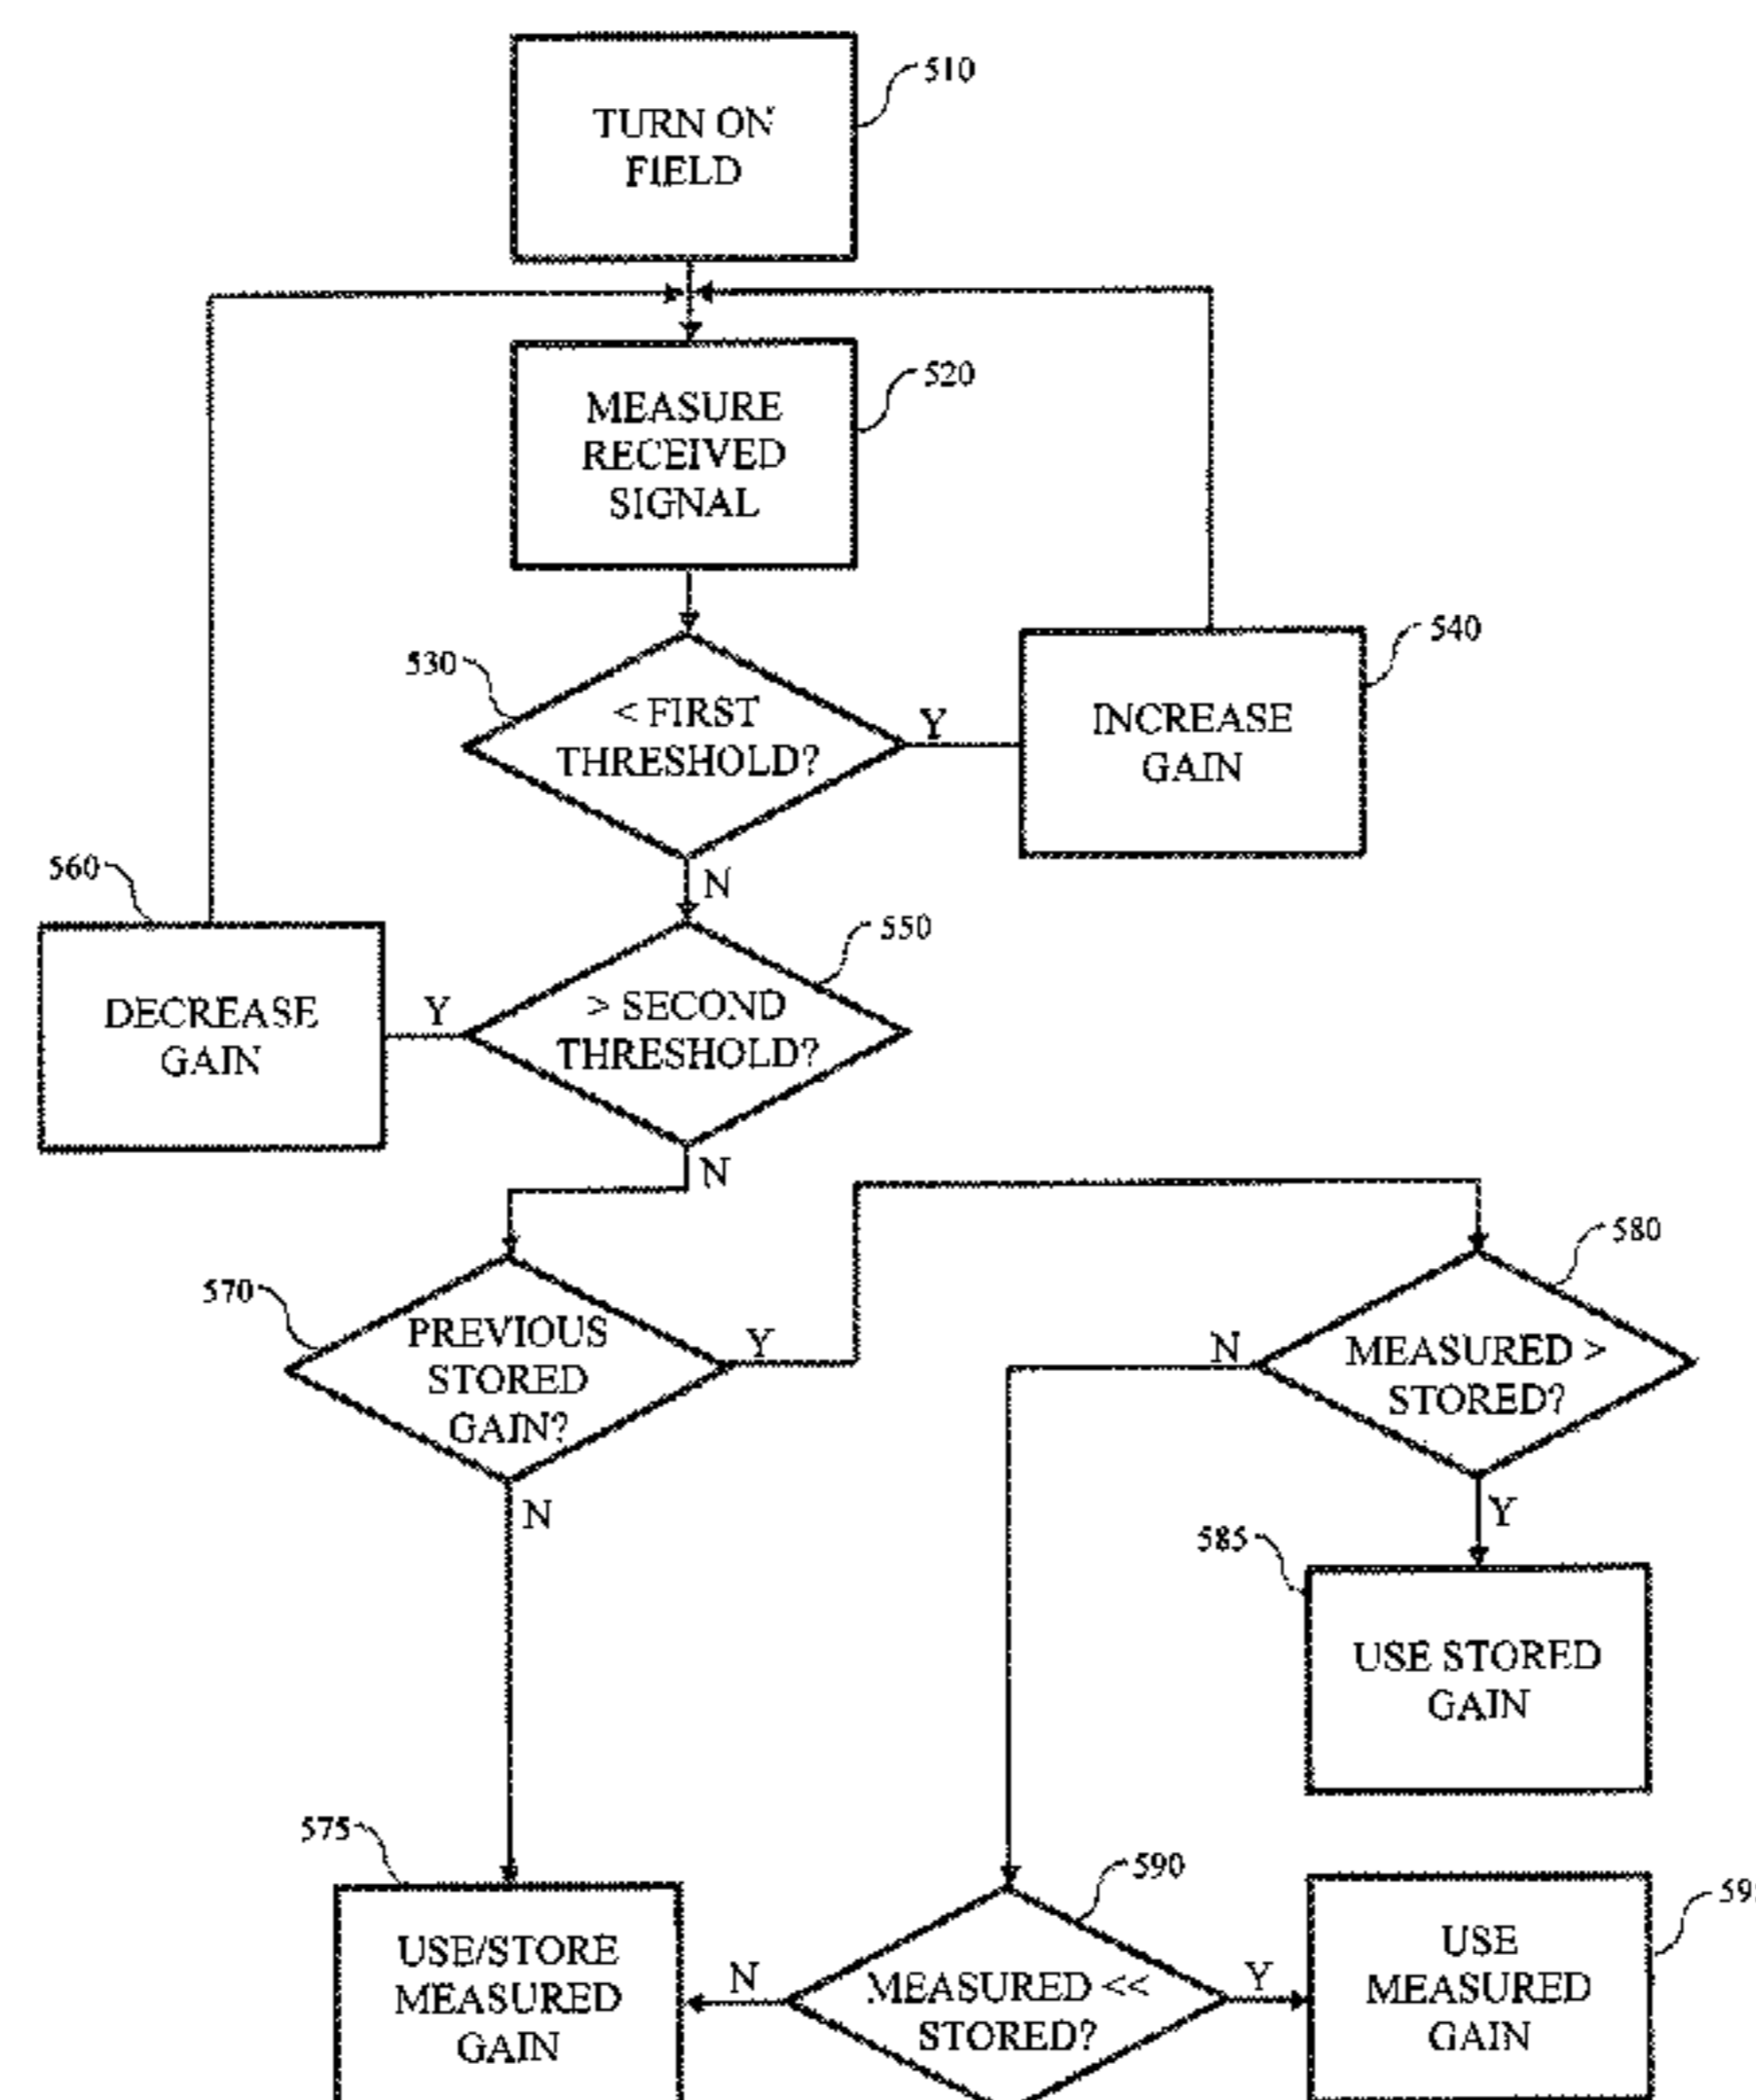 510
TURN ON
FIELD
520
MEASURE
RECEIVED
SIGNAL
530
< FIRST
THRESHOLD?
Y
540
INCREASE
GAIN
N
560
DECREASE
GAIN
Y
550
> SECOND
THRESHOLD?
N
570
PREVIOUS
STORED
GAIN?
Y
N
580
N
MEASURED >
STORED?
Y
585
USE STORED
GAIN
575
USE/STORE
MEASURED
GAIN
N
590
MEASURED <<
STORED?
Y
USE
MEASURED
GAIN